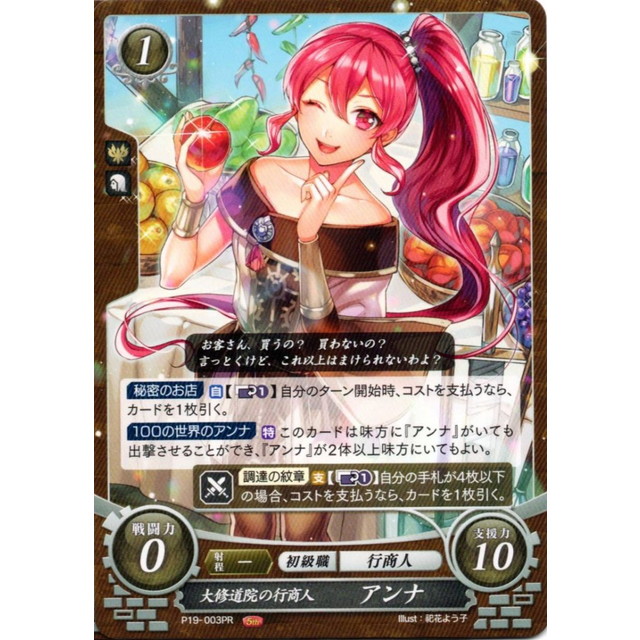 1
お客さん、買うの? 買わないの?
言っとくけど、これ以上はまけられないわよ?
秘密のお店 自【1】自分のターン開始時、コストを支払うなら、
カードを1枚引く。
100の世界のアンナ 特 このカードは味方に『アンナ』がいても
出撃させることができ、『アンナ』が2体以上味方にいてもよい。
調達の紋章 支【1】自分の手札が4枚以下
の場合、コストを支払うなら、カードを1枚引く。
戦闘力
0
射程 ー
初級職
行商人
支援力
10
大修道院の行商人 アンナ
P19-003PR 5th
Illust:祀花よう子